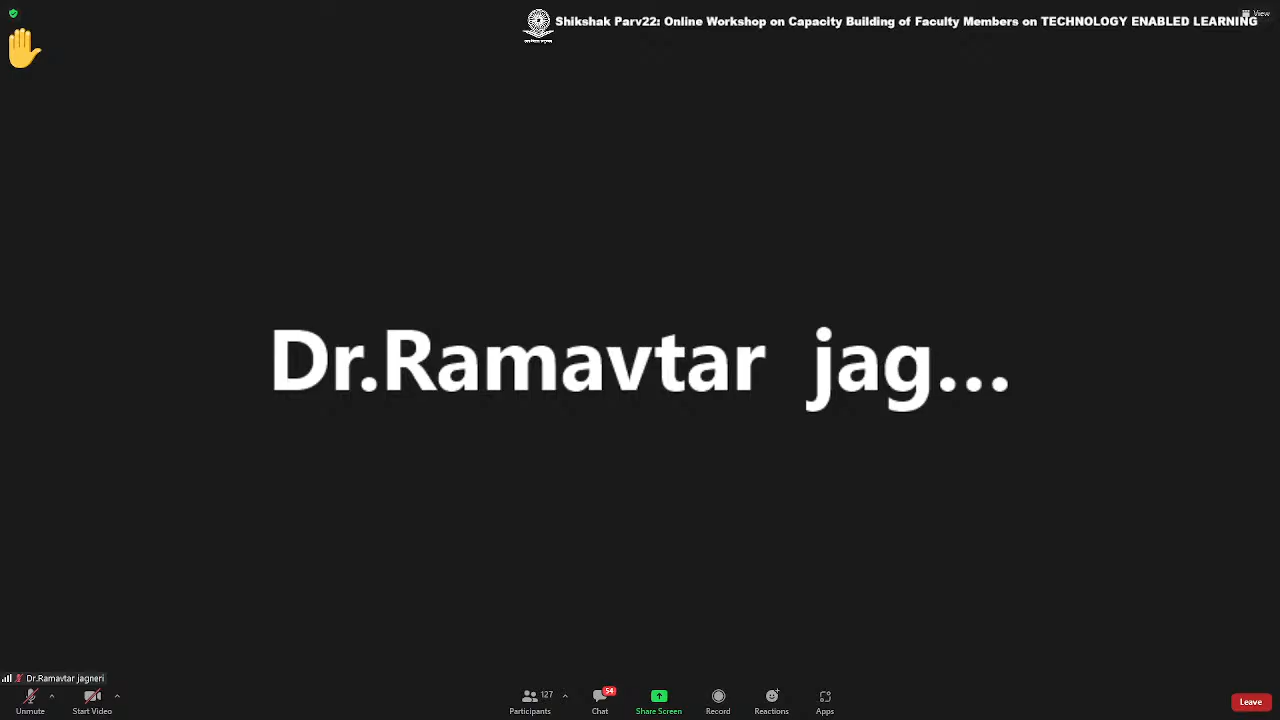 Shikshak Parv22: Online Workshop on Capacity Building of Faculty Members on TECHNOLOGY ENABLED LEARNING
View
Dr.Ramavtar jag...
Dr.Ramavtar jagneri
Unmute
Start Video
127
Participants
54
Chat
Share Screen
Record
Reactions
Apps
Leave